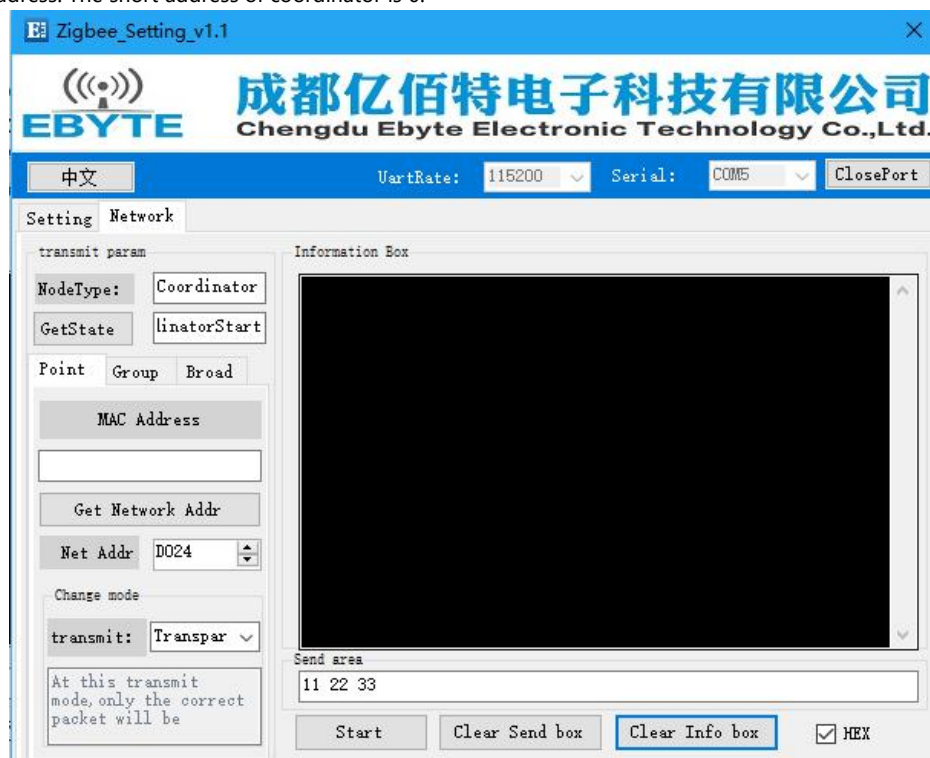 address. The short address of coordinator is 0.
Zigbee_Setting_v1.1
EBYTE
成都亿佰特电子科技有限公司
Chengdu Ebyte Electronic Technology Co.,Ltd.
中文 UartRate: 115200 Serial: COM5 ClosePort
Setting Network
transmit param
NodeType: Coordinator
GetState linatorStart
Point Group Broad
MAC Address
Get Network Addr
Net Addr D024
Change mode
transmit: Transpar
At this transmit
mode, only the correct
packet will be
Information Box
Send area
11 22 33
Start Clear Send box Clear Info box HEX